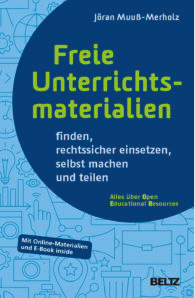 Jöran Muuß-Merholz
Freie
Unterrichts-
materialien
finden,
rechtssicher einsetzen,
selbst machen
und teilen
Alles über Open
Educational Resources
Mit Online-Materialien
und E-Book inside
BELTZ